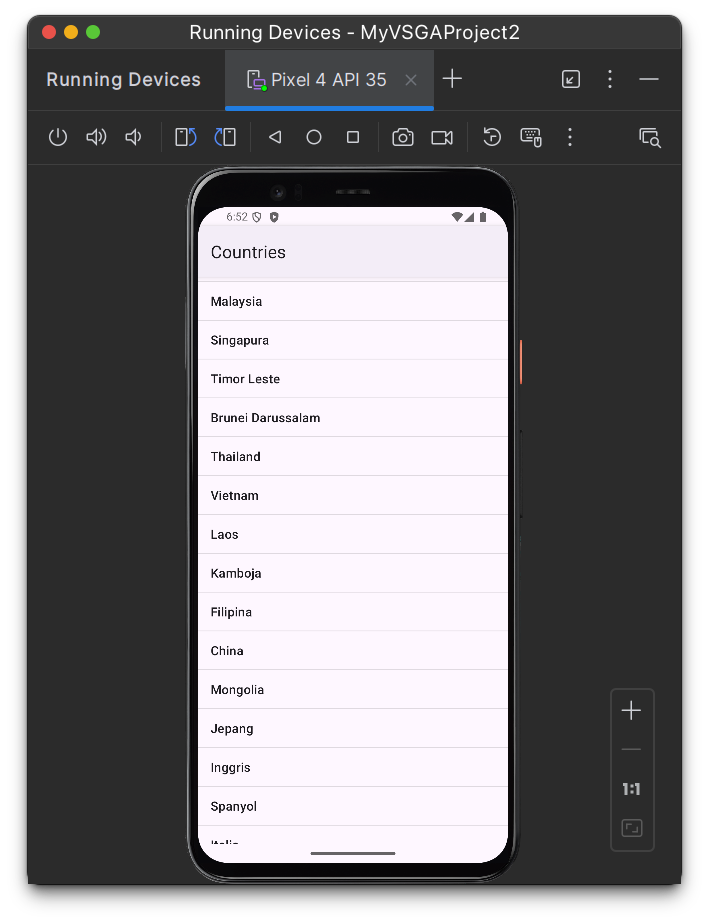 Running Devices - MyVSGAProject2
Running Devices
Pixel 4 API 35
6:52
Countries
Malaysia
Singapura
Timor Leste
Brunei Darussalam
Thailand
Vietnam
Laos
Kamboja
Filipina
China
Mongolia
Jepang
Inggris
Spanyol
1:1